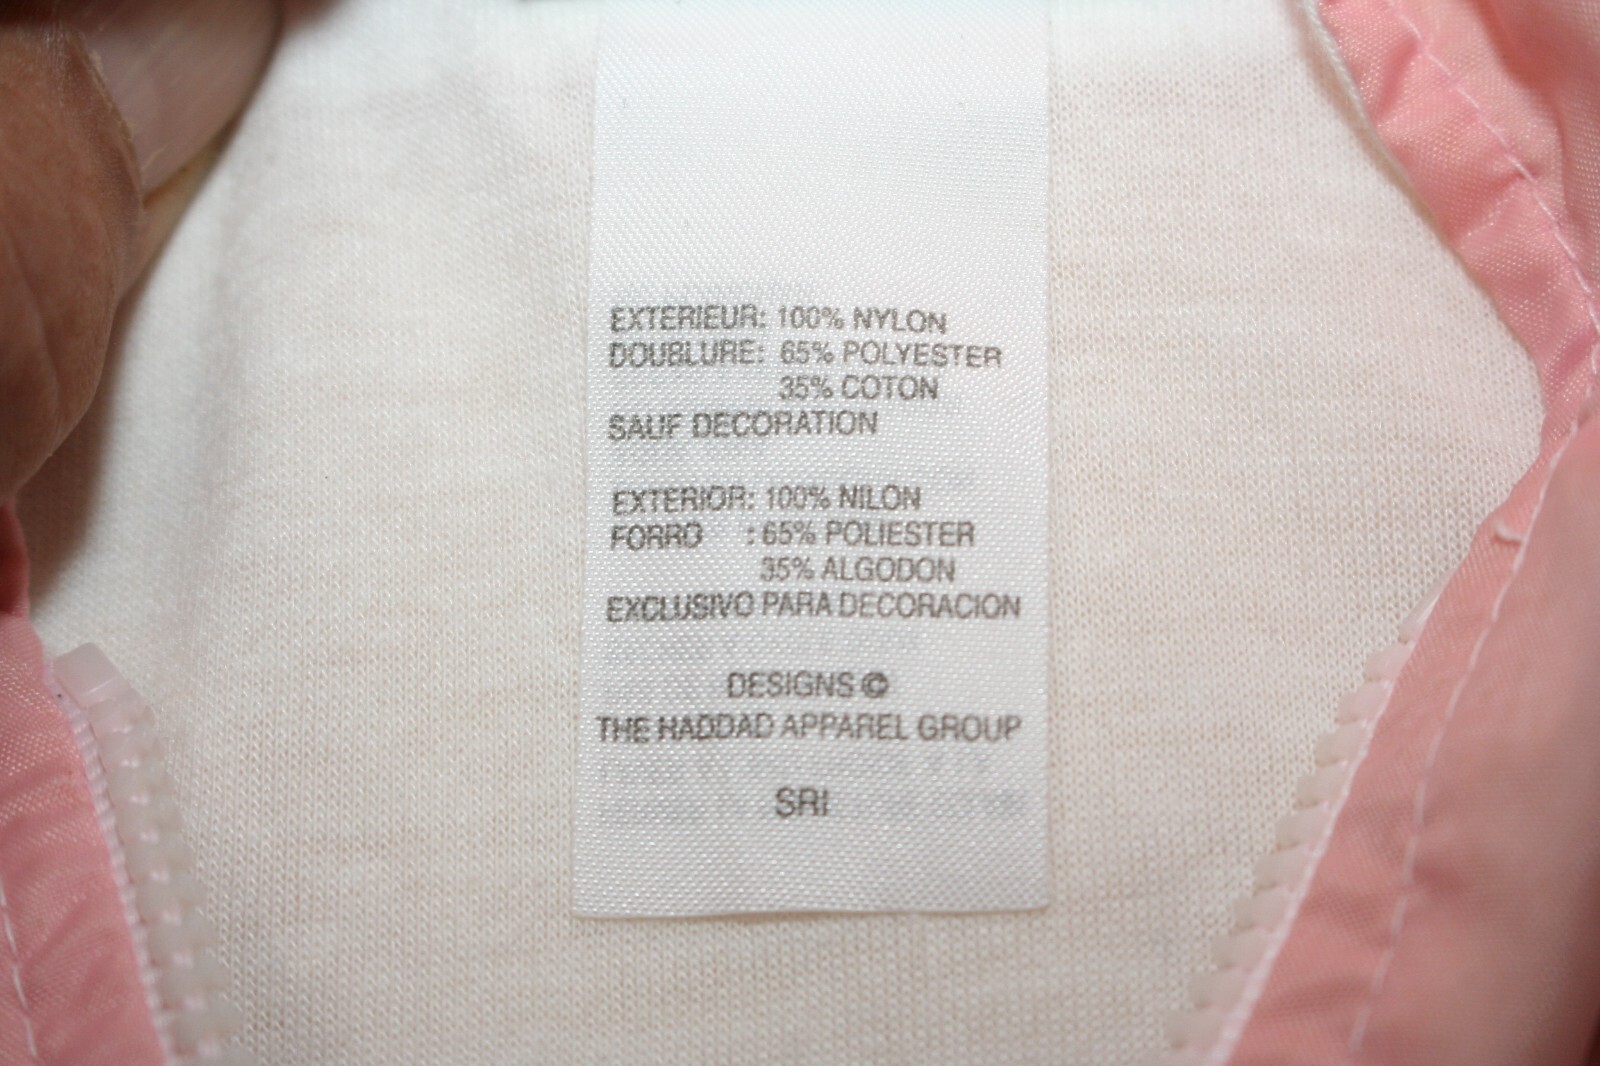 EXTERIEUR: 100% NYLON
DOUBLURE: 65% POLYESTER
35% COTON
SAUF DECORATION
EXTERIOR: 100% NILON
FORRO : 65% POLIESTER
35% ALGODON
EXCLUSIVO PARA DECORACION
DESIGNS ©
THE HADDAD APPAREL GROUP
SRI